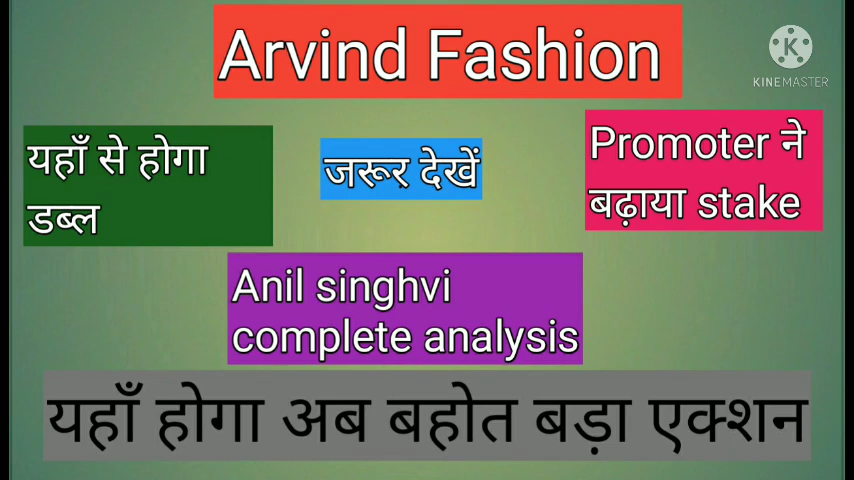 Arvind Fashion
KINEMASTER
यहाँ से होगा
डब्ल
जरूर देखें
Promoter ने
बढ़ाया stake
Anil singhvi
complete analysis
यहाँ होगा अब बहोत बड़ा एक्शन